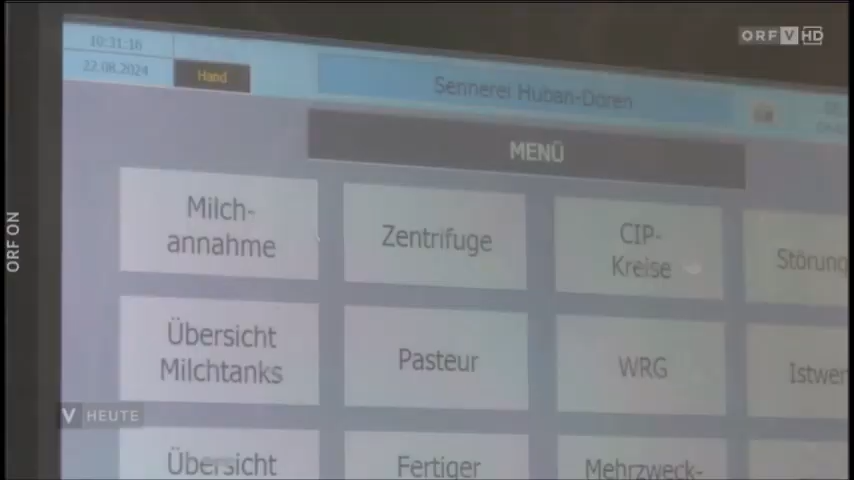 ORF V HD
10:31:16
22.08.2024
Hand
Sennerei Huban-Doren
MENÜ
Milch-
annahme
Zentrifuge
CIP-
Kreise
Störung
Übersicht
Milchtanks
Pasteur
WRG
Istwer
Übersicht
Fertiger
Mehrzweck-
ORF ON
V HEUTE